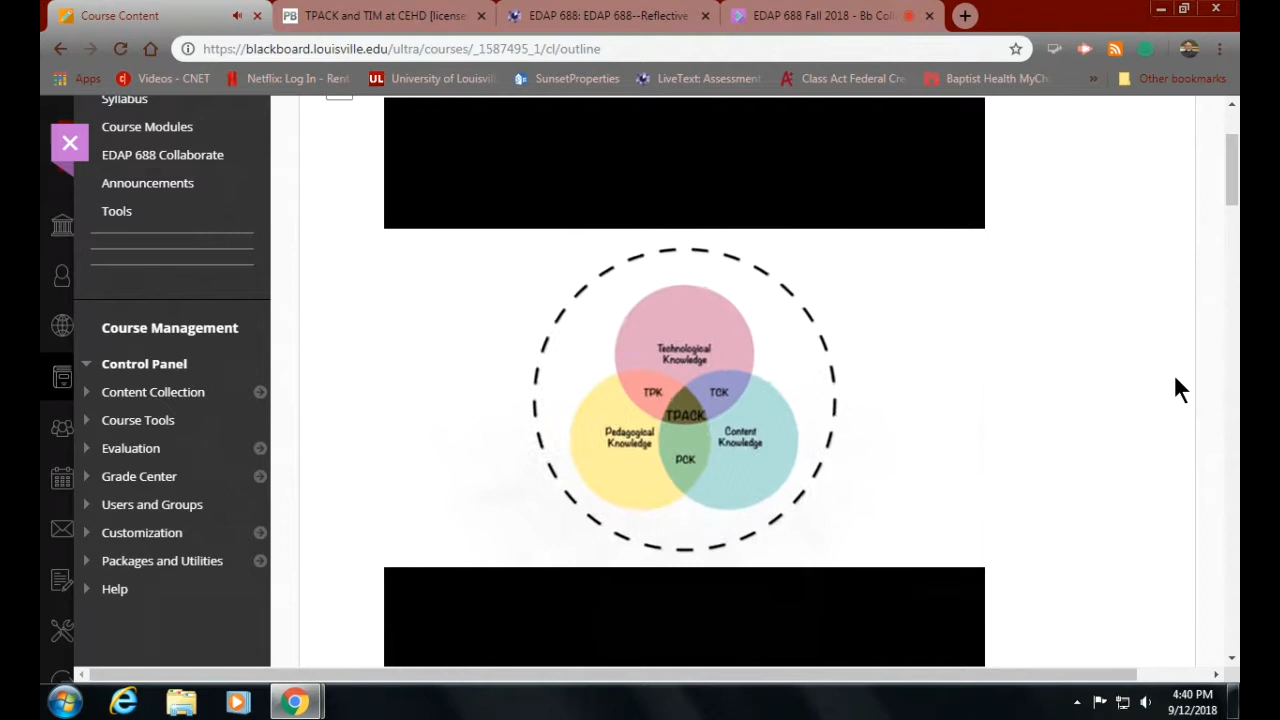 Course Content
TPACK and TIM at CEHD [license
EDAP 688: EDAP 688--Reflective
EDAP 688 Fall 2018 - Bb Coll
https://blackboard.louisville.edu/ultra/courses/_1587495_1/cl/outline
Apps
Videos - CNET
Netflix: Log In - Rent
University of Louisvil
SunsetProperties
LiveText: Assessment
Class Act Federal Cre
Baptist Health MyCh
»
Other bookmarks
Syllabus
Course Modules
EDAP 688 Collaborate
Announcements
Tools
Course Management
Control Panel
Content Collection
Course Tools
Evaluation
Grade Center
Users and Groups
Customization
Packages and Utilities
Help
Technological
Knowledge
TPK
TCK
TPACK
Pedagogical
Knowledge
Content
Knowledge
PCK
4:40 PM
9/12/2018